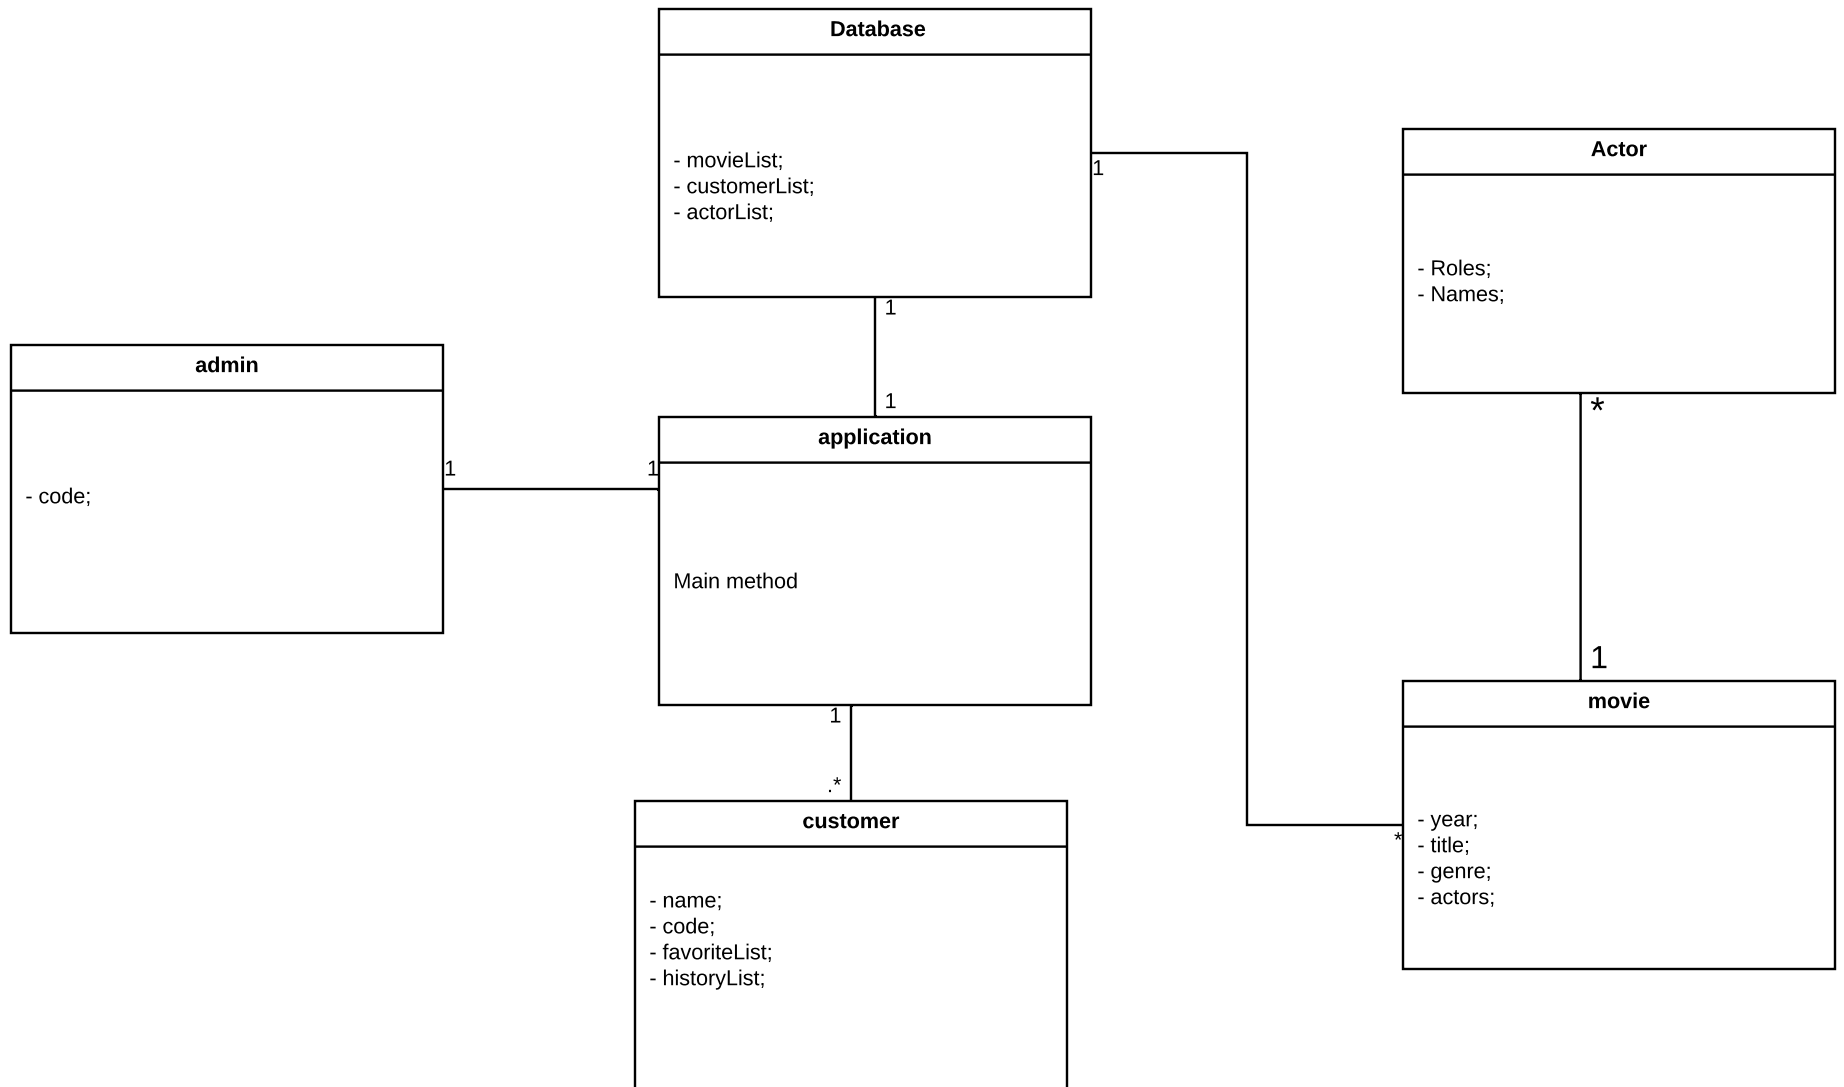 Database
- movieList;
- customerList;
- actorList;
1
1
Actor
- Roles;
- Names;
*
1
admin
- code;
1
1
1
application
Main method
1
.*
customer
- name;
- code;
- favoriteList;
- historyList;
movie
- year;
- title;
- genre;
- actors;
*